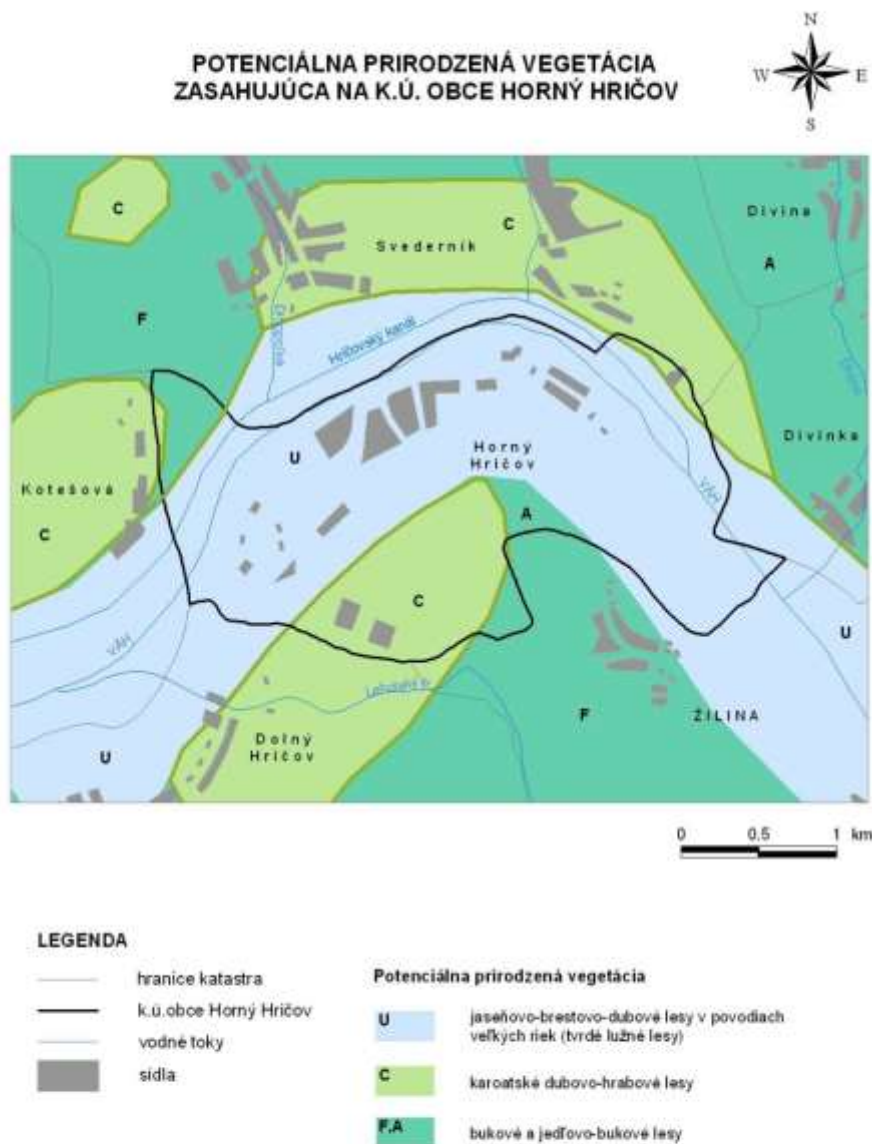 N
POTENCIÁLNA PRIRODZENÁ VEGETÁCIA
ZASAHUJÚCA NA K.Ú. OBCE HORNÝ HRIČOV
W E
S
C
Divina
C
Svederník
A
F
Hričovský kanál
Divinka
U
Horný
Hričov
Kotešová
VÁH
A
C
C
U
VÁH
F
ŽILINA
U
Dolný
Hričov
0 0,5 1 km
LEGENDA
hranice katastra
k.ú.obce Horný Hričov
vodné toky
sídla
Potenciálna prirodzená vegetácia
U
jaseňovo-brestovo-dubové lesy v povodiach
veľkých riek (tvrdé lužné lesy)
C
karoatské dubovo-hrabové lesy
F.A
bukové a jedľovo-bukové lesy